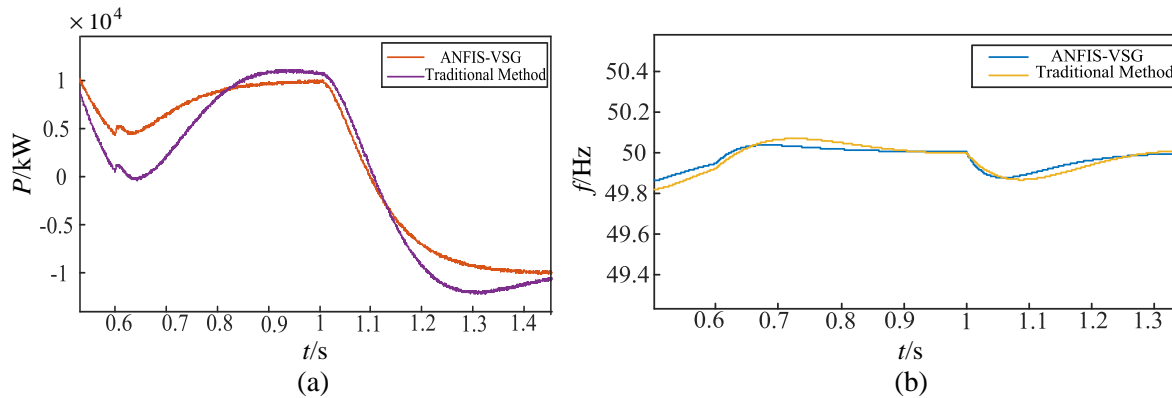 ×10⁴
ANFIS-VSG
Traditional Method
P/kW
1
0.5
0
-0.5
-1
0.6 0.7 0.8 0.9 1 1.1 1.2 1.3 1.4
t/s
(a)
ANFIS-VSG
Traditional Method
f/Hz
50.4
50.2
50
49.8
49.6
49.4
0.6 0.7 0.8 0.9 1 1.1 1.2 1.3
t/s
(b)